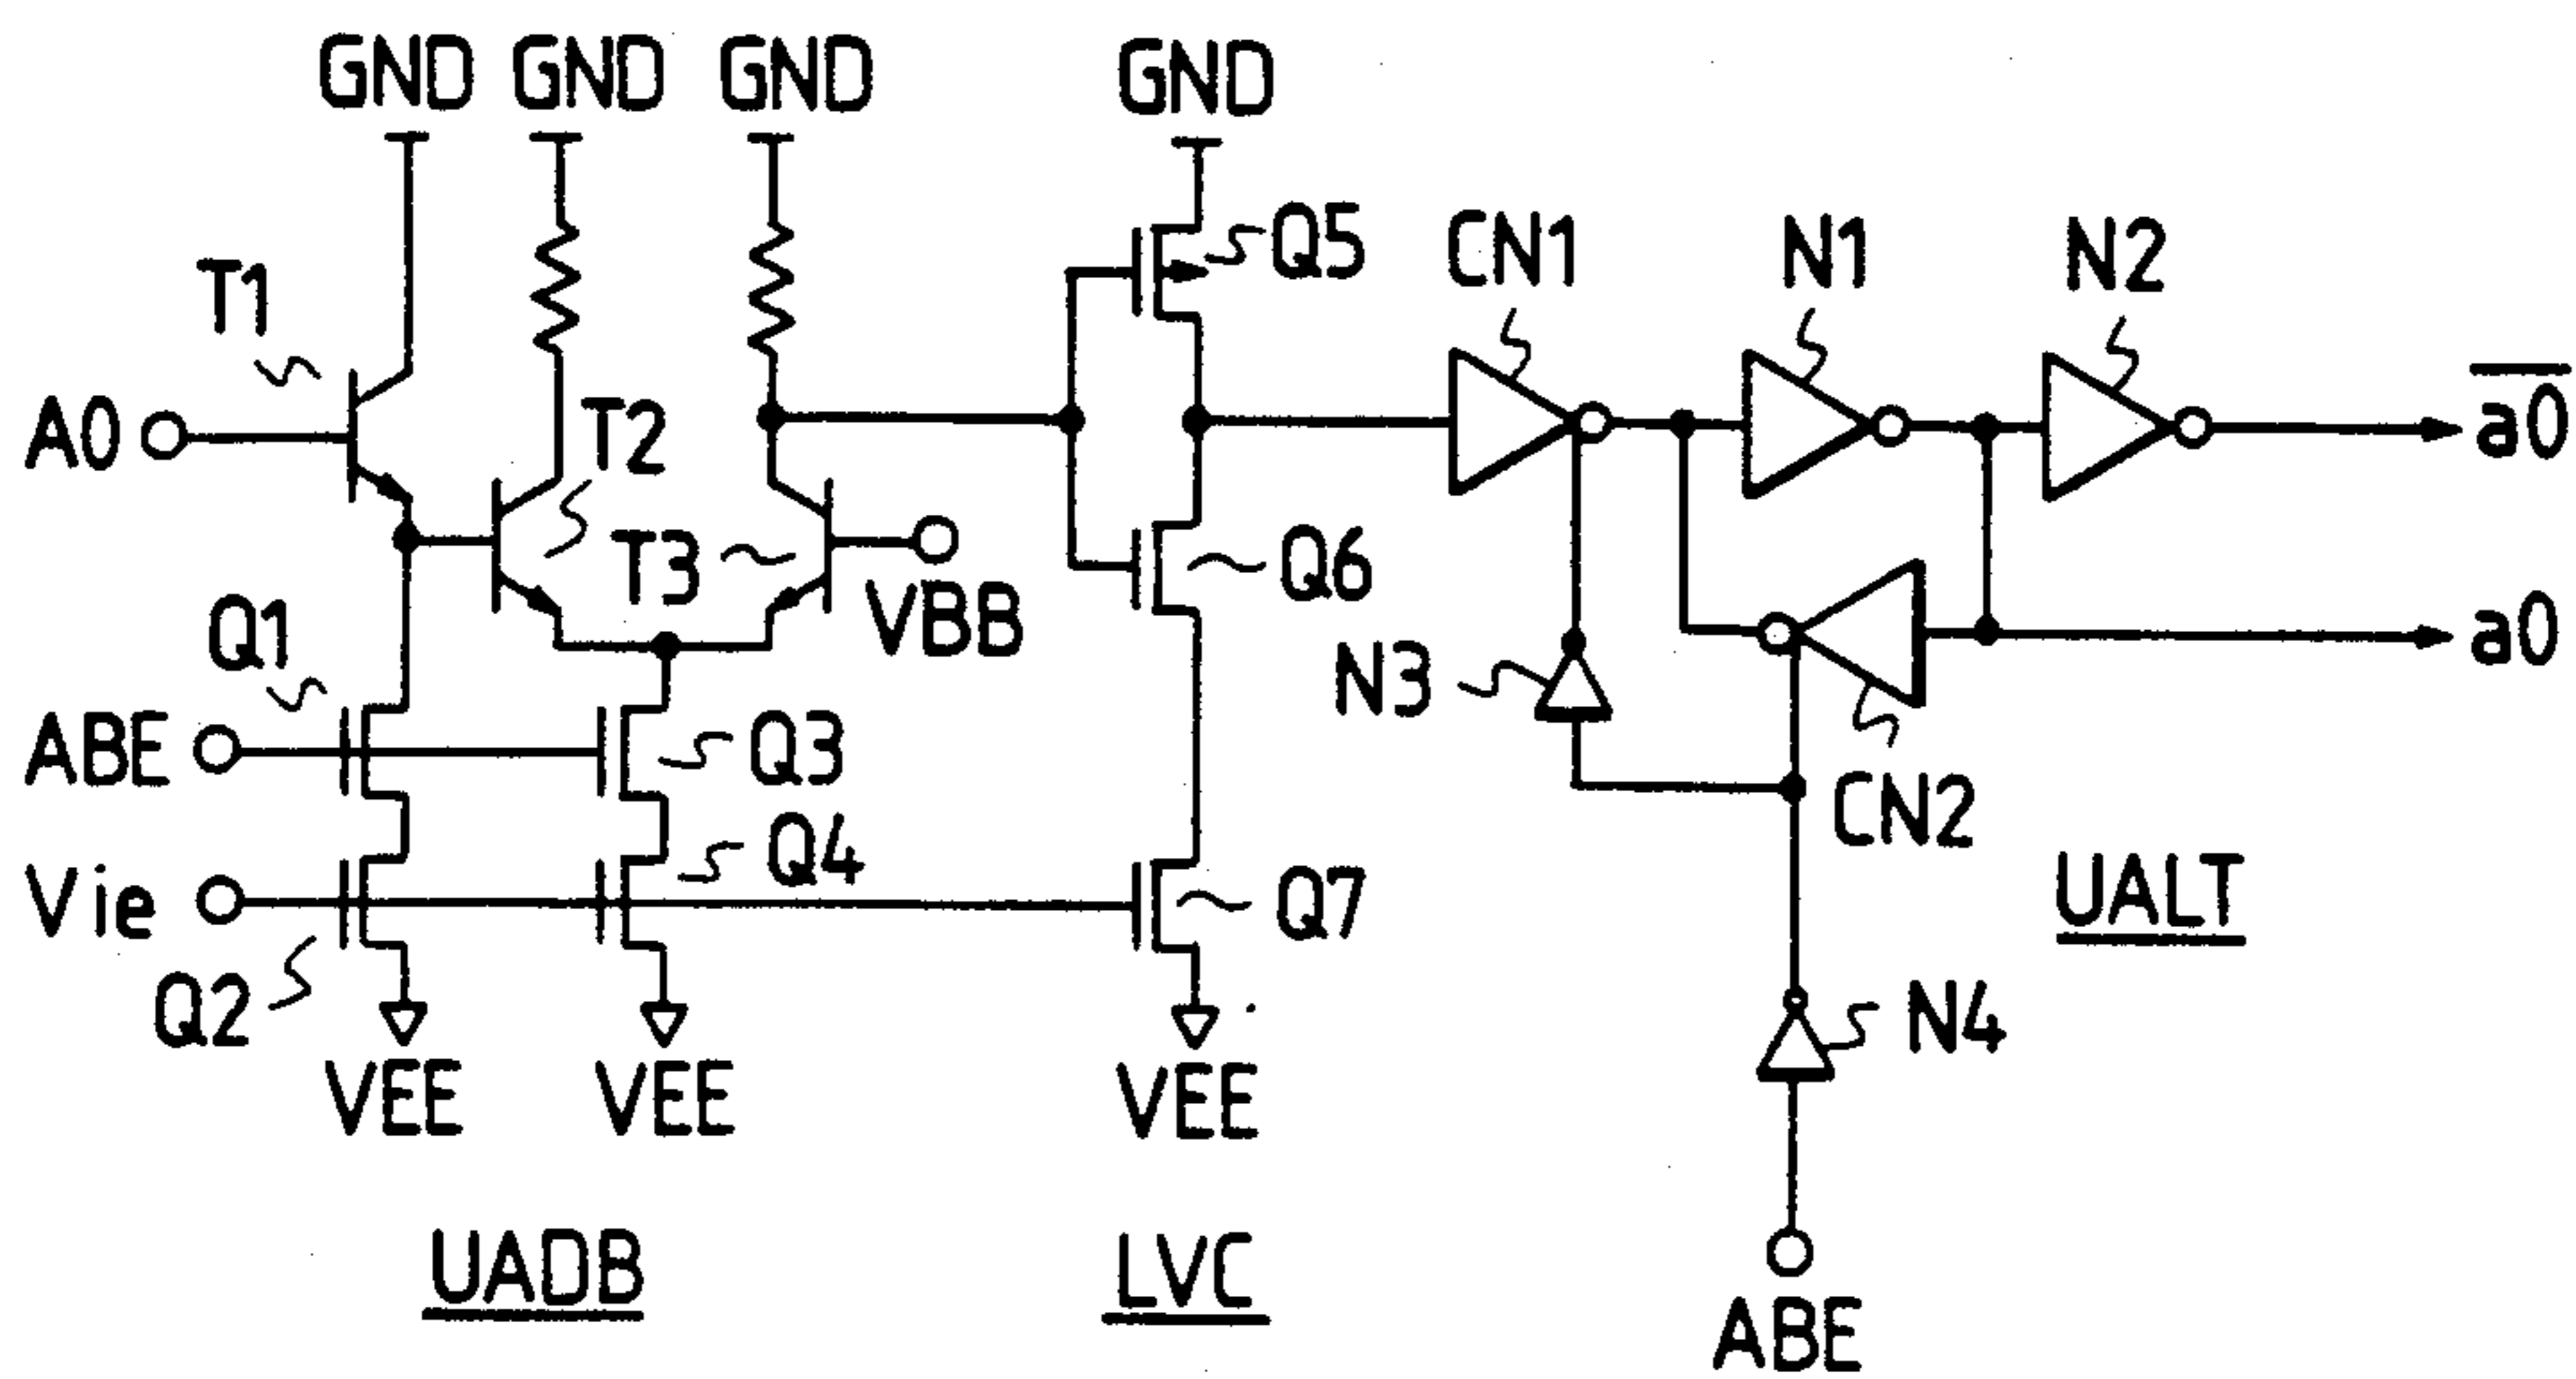 GND GND GND GND
T1 Q5 CN1 N1 N2
A0 T2 a0
T3 Q6
VBB
Q1 N3 a0
ABE Q3
CN2
Vie Q4 Q7 UALT
Q2 N4
VEE VEE VEE
UADB LVC
ABE